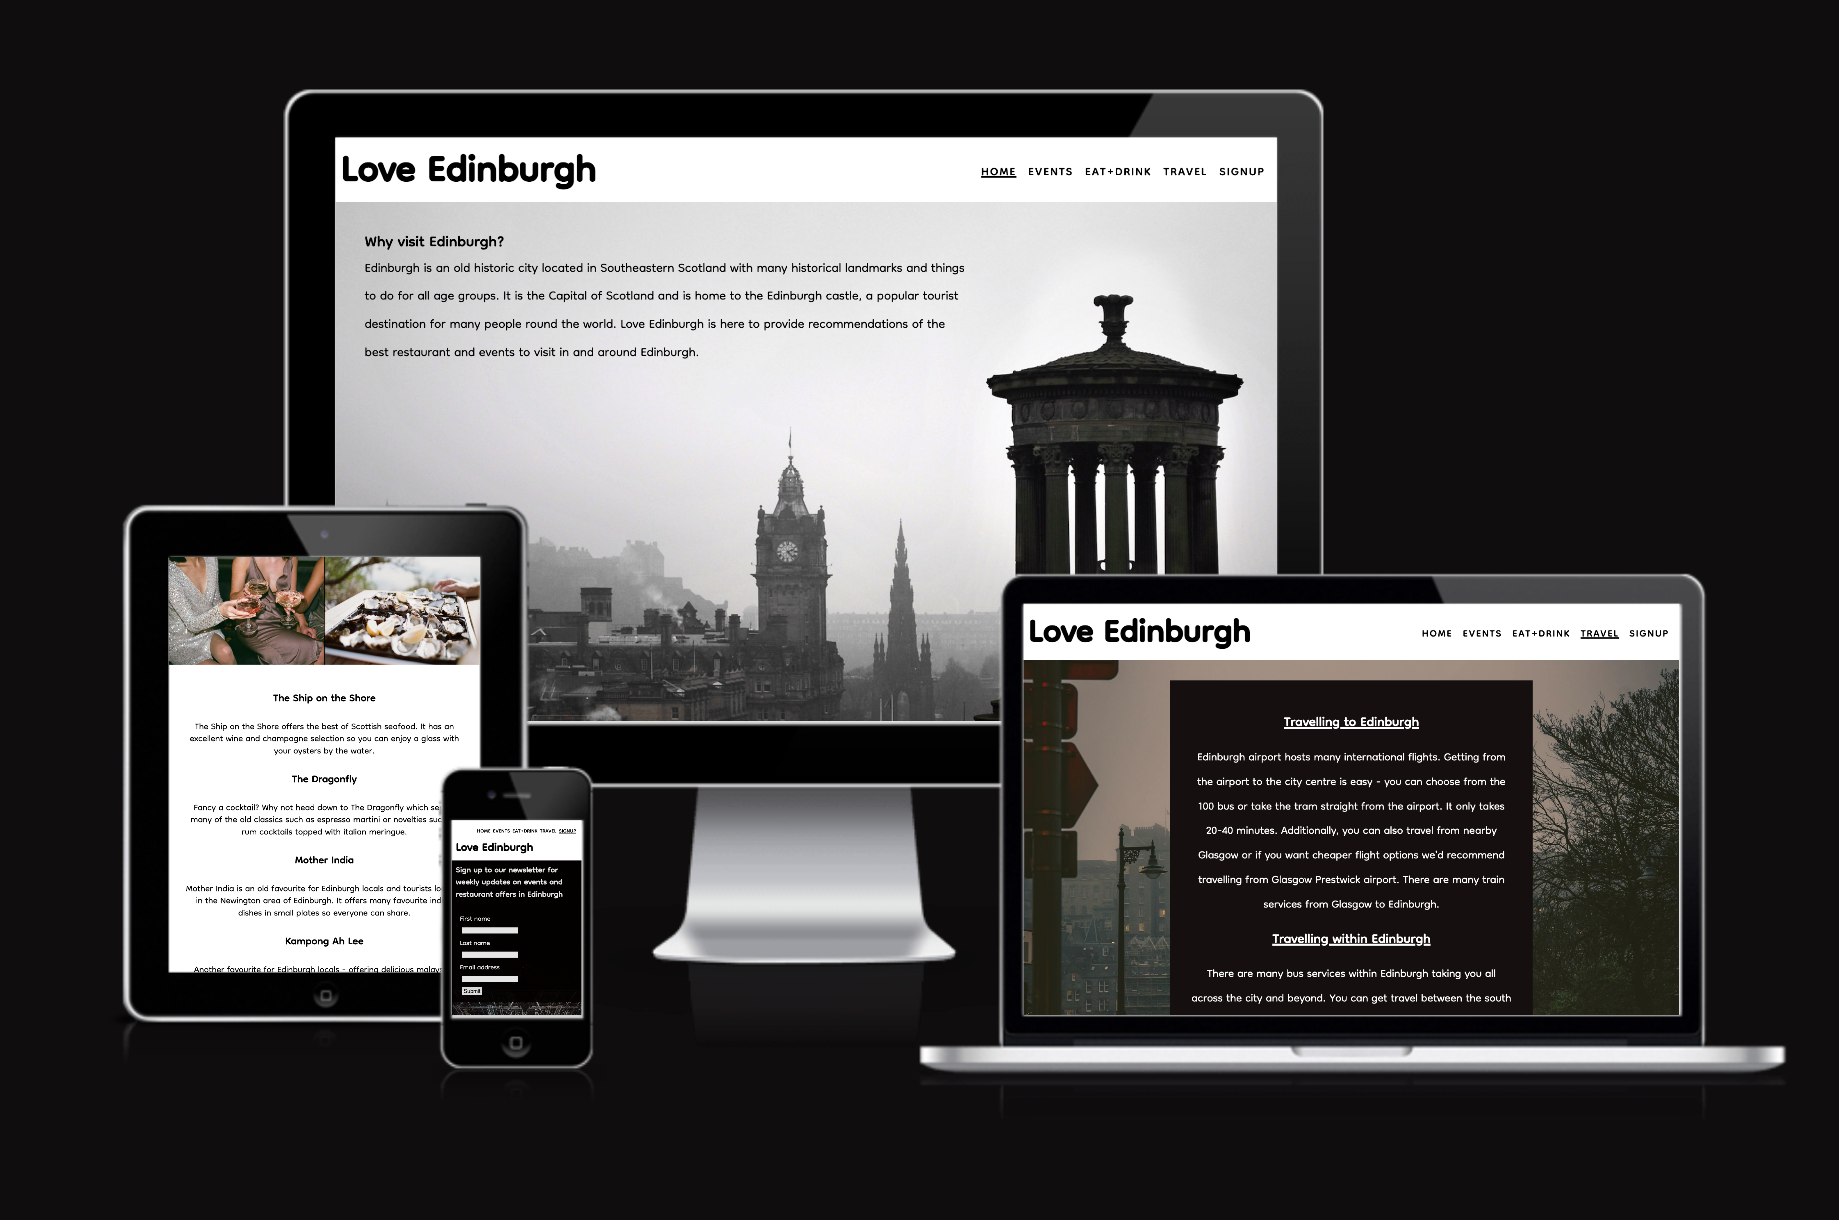 Love Edinburgh
HOME EVENTS EAT+DRINK TRAVEL SIGNUP
Why visit Edinburgh?
Edinburgh is an old historic city located in Southeastern Scotland with many historical landmarks and things
to do for all age groups. It is the Capital of Scotland and is home to the Edinburgh castle, a popular tourist
destination for many people round the world. Love Edinburgh is here to provide recommendations of the
best restaurant and events to visit in and around Edinburgh.
The Ship on the Shore
The Ship on the Shore offers the best of Scottish seafood. It has an
excellent wine and champagne selection so you can enjoy a glass with
your oysters by the water.
The Dragonfly
Fancy a cocktail? Why not head down to The Dragonfly which se
many of the old classics such as espresso martini or novelties suc
rum cocktails topped with italian meringue.
Mother India
Mother India is an old favourite for Edinburgh locals and tourists lo
in the Newington area of Edinburgh. It offers many favourite ind
dishes in small plates so everyone can share.
Kampong Ah Lee
Another favourite for Edinburgh locals - offering delicious malay
HOME EVENTS EAT+DRINK TRAVEL SIGNUP
Love Edinburgh
Sign up to our newsletter for
weekly updates on events and
restaurant offers in Edinburgh
First name
Last name
Email address
Submit
Love Edinburgh
HOME EVENTS EAT+DRINK TRAVEL SIGNUP
Travelling to Edinburgh
Edinburgh airport hosts many international flights. Getting from
the airport to the city centre is easy - you can choose from the
100 bus or take the tram straight from the airport. It only takes
20-40 minutes. Additionally, you can also travel from nearby
Glasgow or if you want cheaper flight options we'd recommend
travelling from Glasgow Prestwick airport. There are many train
services from Glasgow to Edinburgh.
Travelling within Edinburgh
There are many bus services within Edinburgh taking you all
across the city and beyond. You can get travel between the south